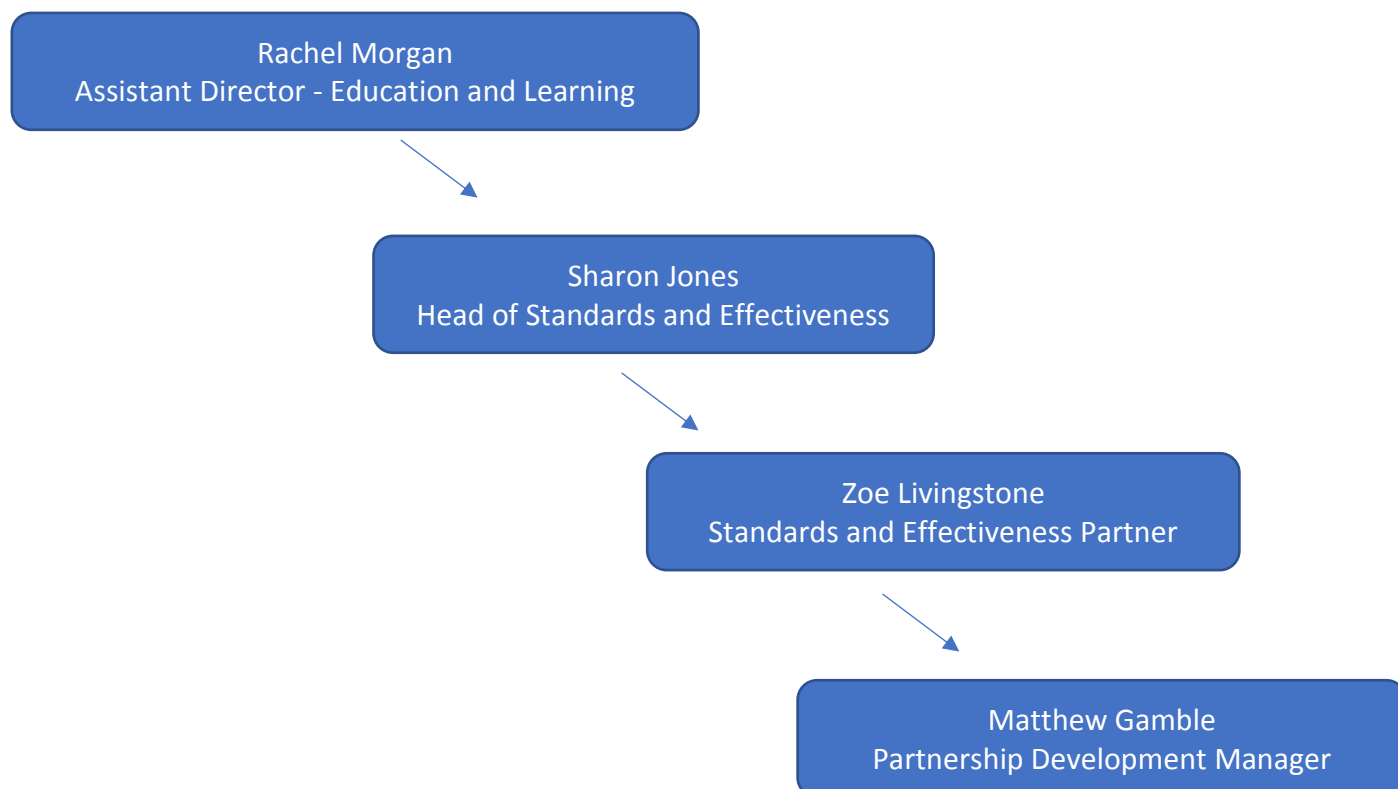 Rachel Morgan
Assistant Director - Education and Learning
Sharon Jones
Head of Standards and Effectiveness
Zoe Livingstone
Standards and Effectiveness Partner
Matthew Gamble
Partnership Development Manager